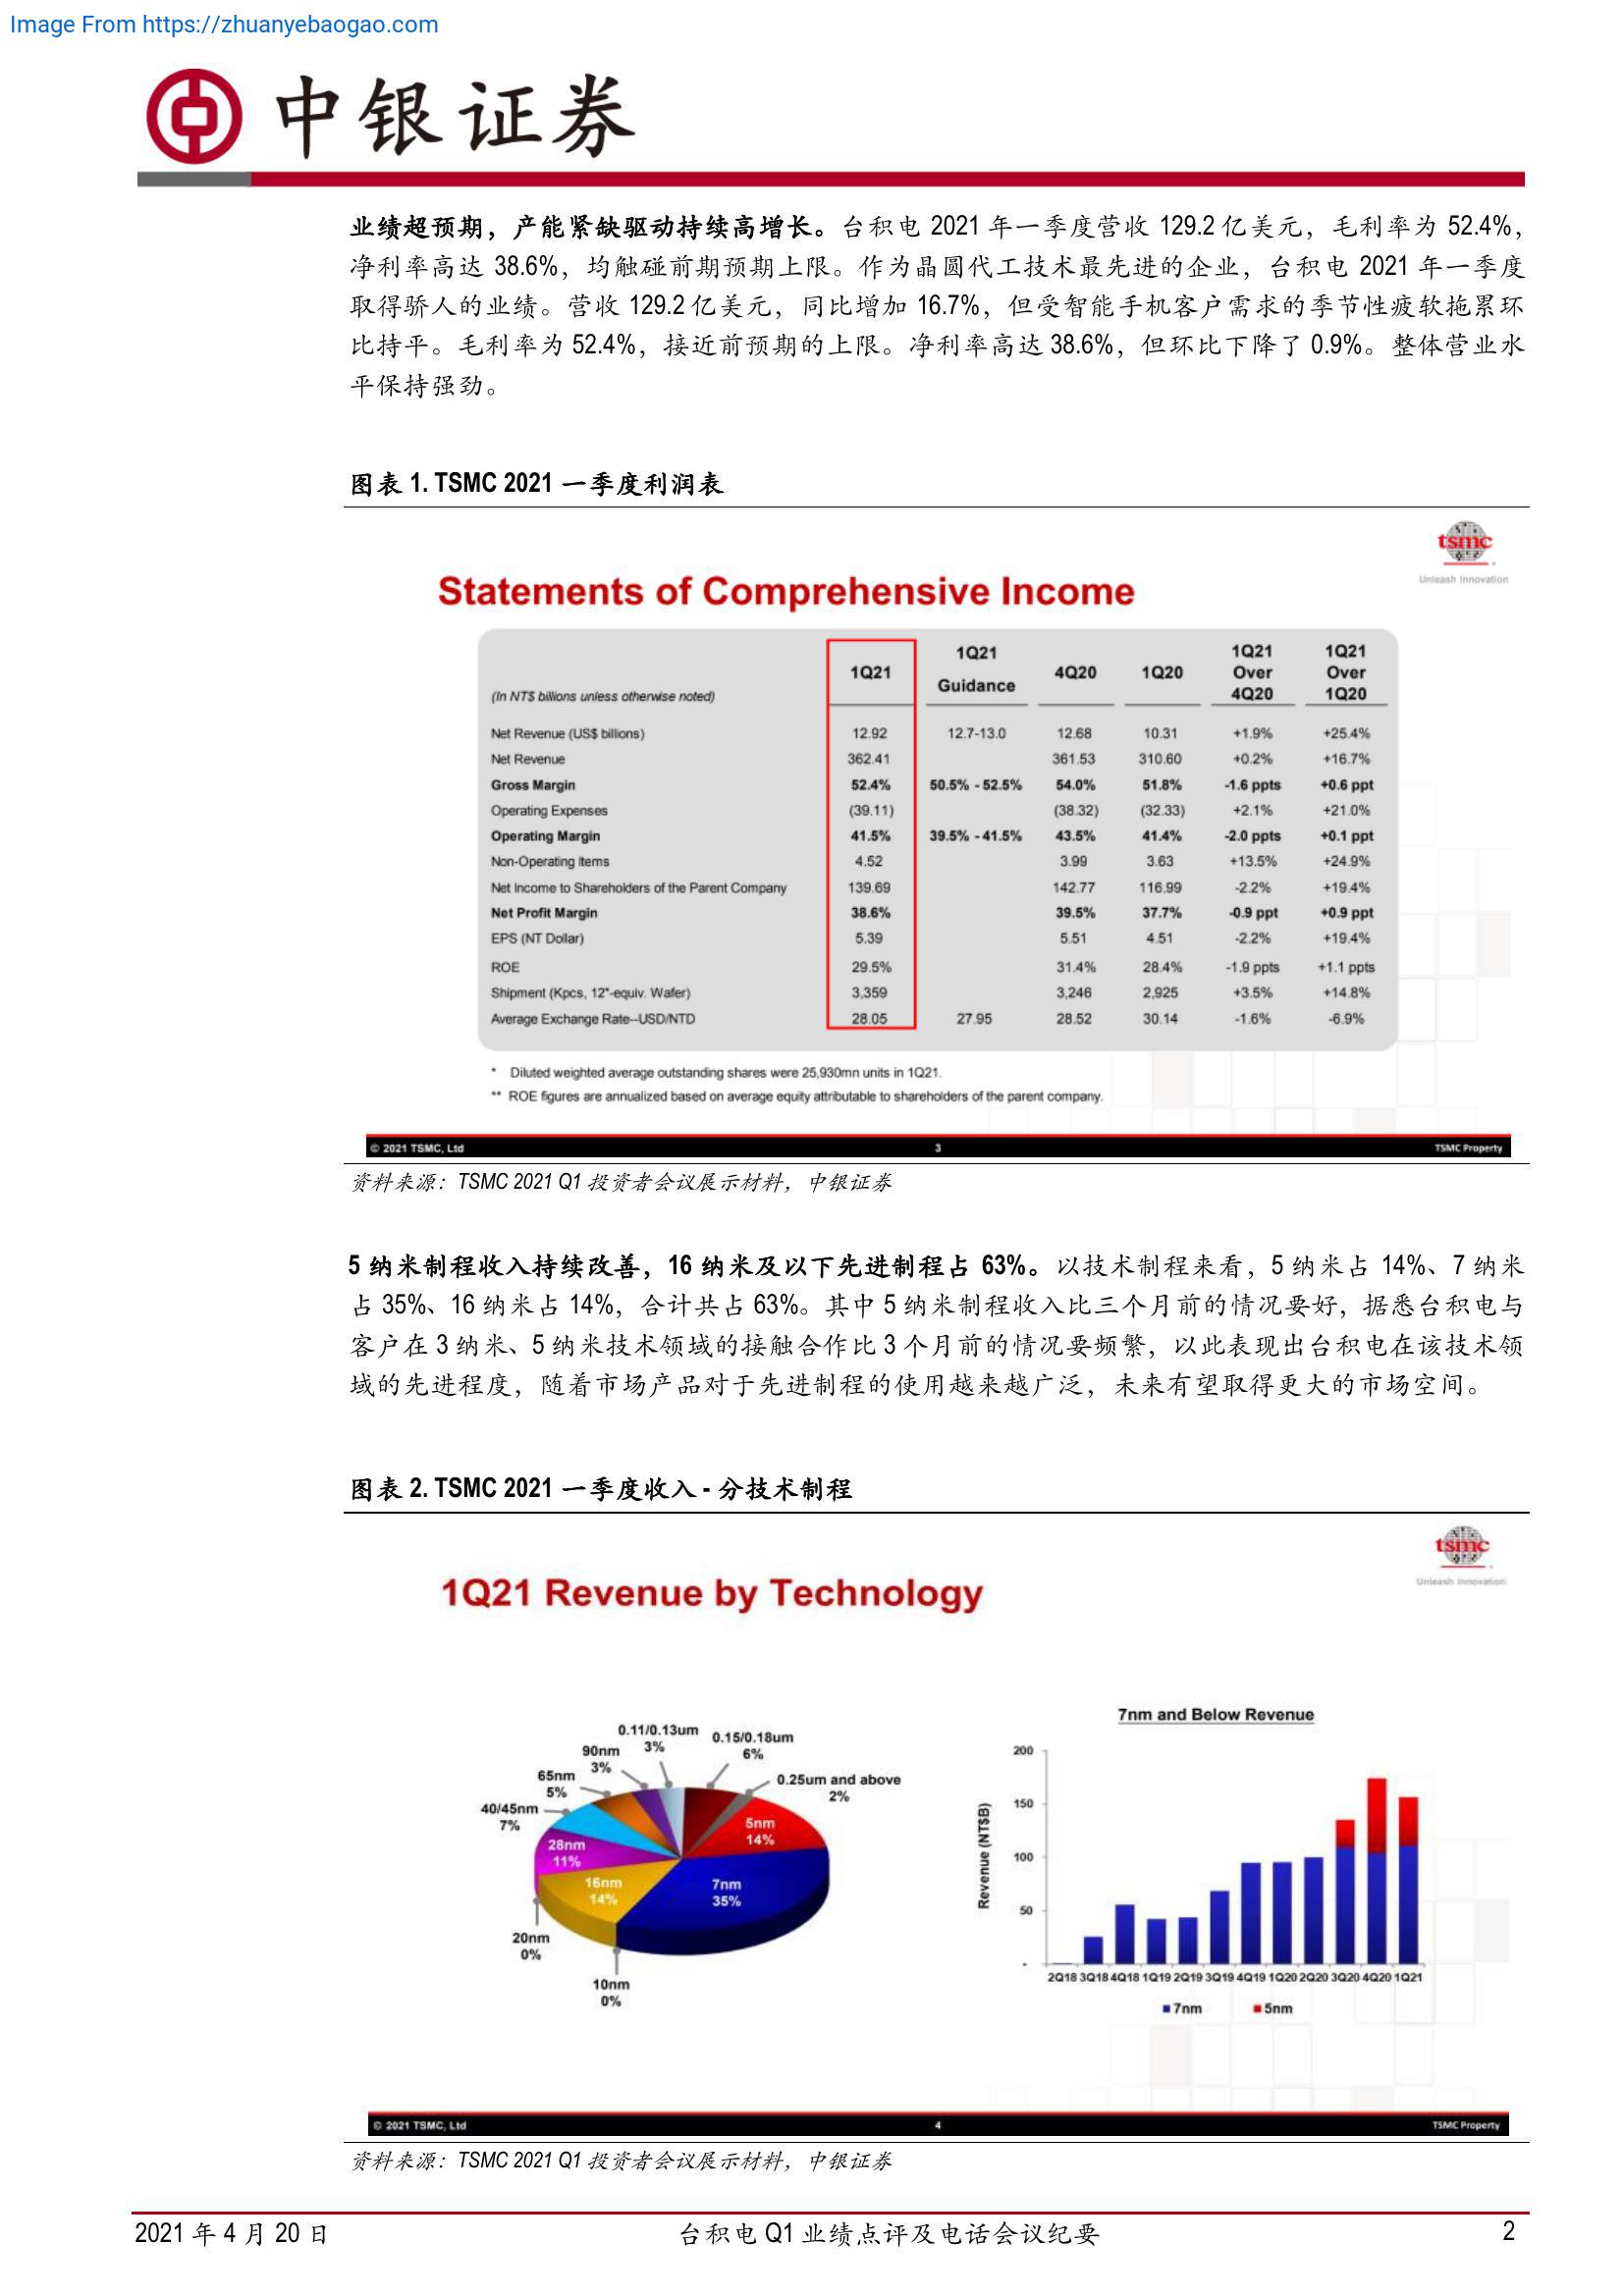 Image From https://zhuanyebaogao.com
中银证券
业绩超预期，产能紧缺驱动持续高增长。台积电 2021 年一季度营收 129.2 亿美元，毛利率为 52.4%，
净利率高达 38.6%，均触碰前期预期上限。作为晶圆代工技术最先进的企业，台积电 2021 年一季度
取得骄人的业绩。营收 129.2 亿美元，同比增加 16.7%，但受智能手机客户需求的季节性疲软拖累环
比持平。毛利率为 52.4%，接近前预期的上限。净利率高达 38.6%，但环比下降了 0.9%。整体营业水
平保持强劲。
图表 1. TSMC 2021 一季度利润表
tsmc
Unleash Innovation
Statements of Comprehensive Income
(In NT$ billions unless otherwise noted) 1Q21 1Q21 Guidance 4Q20 1Q20 1Q21 Over 4Q20 1Q21 Over 1Q20
Net Revenue (US$ billions) 12.92 12.7-13.0 12.68 10.31 +1.9% +25.4%
Net Revenue 362.41 361.53 310.60 +0.2% +16.7%
Gross Margin 52.4% 50.5% - 52.5% 54.0% 51.8% -1.6 ppts +0.6 ppt
Operating Expenses (39.11) (38.32) (32.33) +2.1% +21.0%
Operating Margin 41.5% 39.5% - 41.5% 43.5% 41.4% -2.0 ppts +0.1 ppt
Non-Operating Items 4.52 3.99 3.63 +13.5% +24.9%
Net Income to Shareholders of the Parent Company 139.69 142.77 116.99 -2.2% +19.4%
Net Profit Margin 38.6% 39.5% 37.7% -0.9 ppt +0.9 ppt
EPS (NT Dollar) 5.39 5.51 4.51 -2.2% +19.4%
ROE 29.5% 31.4% 28.4% -1.9 ppts +1.1 ppts
Shipment (Kpcs, 12"-equiv. Wafer) 3,359 3,246 2,925 +3.5% +14.8%
Average Exchange Rate--USD/NTD 28.05 27.95 28.52 30.14 -1.6% -6.9%
* Diluted weighted average outstanding shares were 25,930mn units in 1Q21.
** ROE figures are annualized based on average equity attributable to shareholders of the parent company.
© 2021 TSMC, Ltd 3 TSMC Property
资料来源：TSMC 2021 Q1 投资者会议展示材料，中银证券
5 纳米制程收入持续改善，16 纳米及以下先进制程占 63%。以技术制程来看，5 纳米占 14%、7 纳米
占 35%、16 纳米占 14%，合计共占 63%。其中 5 纳米制程收入比三个月前的情况要好，据悉台积电与
客户在 3 纳米、5 纳米技术领域的接触合作比 3 个月前的情况要频繁，以此表现出台积电在该技术领
域的先进程度，随着市场产品对于先进制程的使用越来越广泛，未来有望取得更大的市场空间。
图表 2. TSMC 2021 一季度收入 - 分技术制程
tsmc
Unleash Innovation
1Q21 Revenue by Technology
0.11/0.13um
3%
0.15/0.18um
6%
90nm
3%
65nm
5%
0.25um and above
2%
40/45nm
7%
5nm
14%
28nm
11%
16nm
14%
7nm
35%
20nm
0%
10nm
0%
7nm and Below Revenue
Revenue (NT$B)
200
150
100
50
-
2Q18 3Q18 4Q18 1Q19 2Q19 3Q19 4Q19 1Q20 2Q20 3Q20 4Q20 1Q21
7nm 5nm
© 2021 TSMC, Ltd 4 TSMC Property
资料来源：TSMC 2021 Q1 投资者会议展示材料，中银证券
2021 年 4 月 20 日 台积电 Q1 业绩点评及电话会议纪要 2